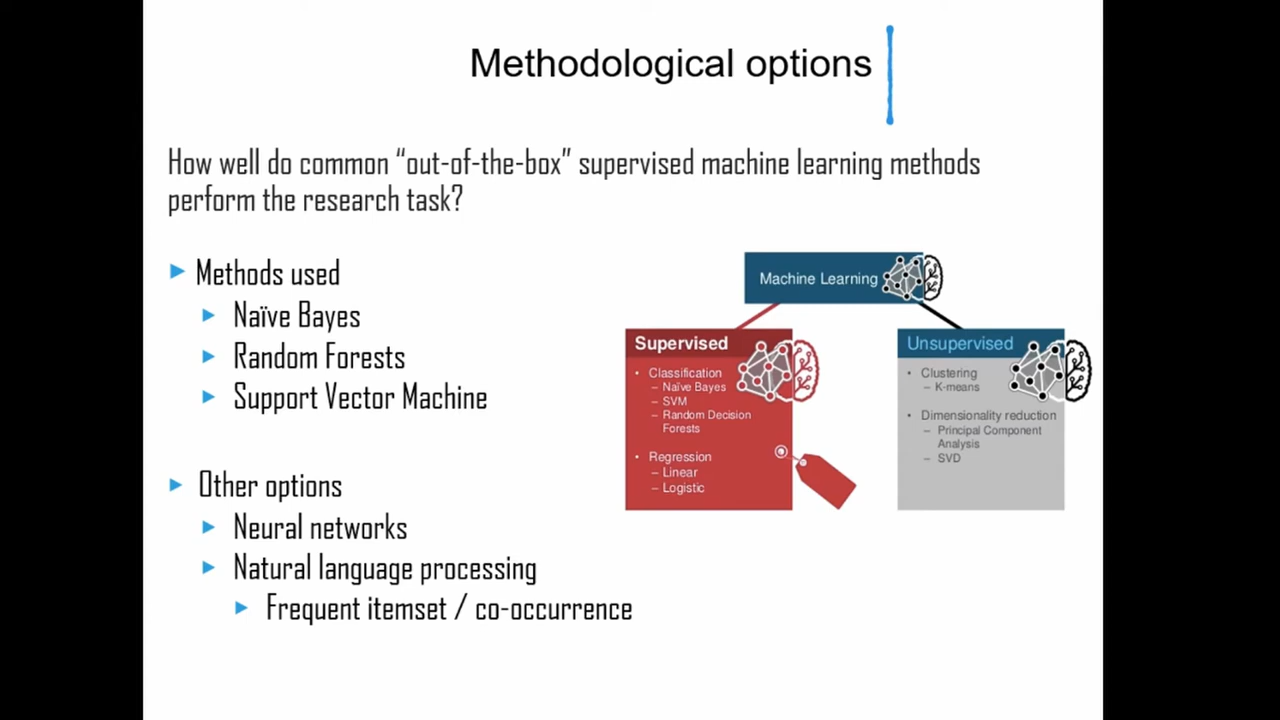 Methodological options
How well do common “out-of-the-box” supervised machine learning methods
perform the research task?
Methods used
Naïve Bayes
Random Forests
Support Vector Machine
Other options
Neural networks
Natural language processing
Frequent itemset / co-occurrence
Machine Learning
Supervised
• Classification
– Naïve Bayes
– SVM
– Random Decision
Forests
• Regression
– Linear
– Logistic
Unsupervised
• Clustering
– K-means
• Dimensionality reduction
– Principal Component
Analysis
– SVD